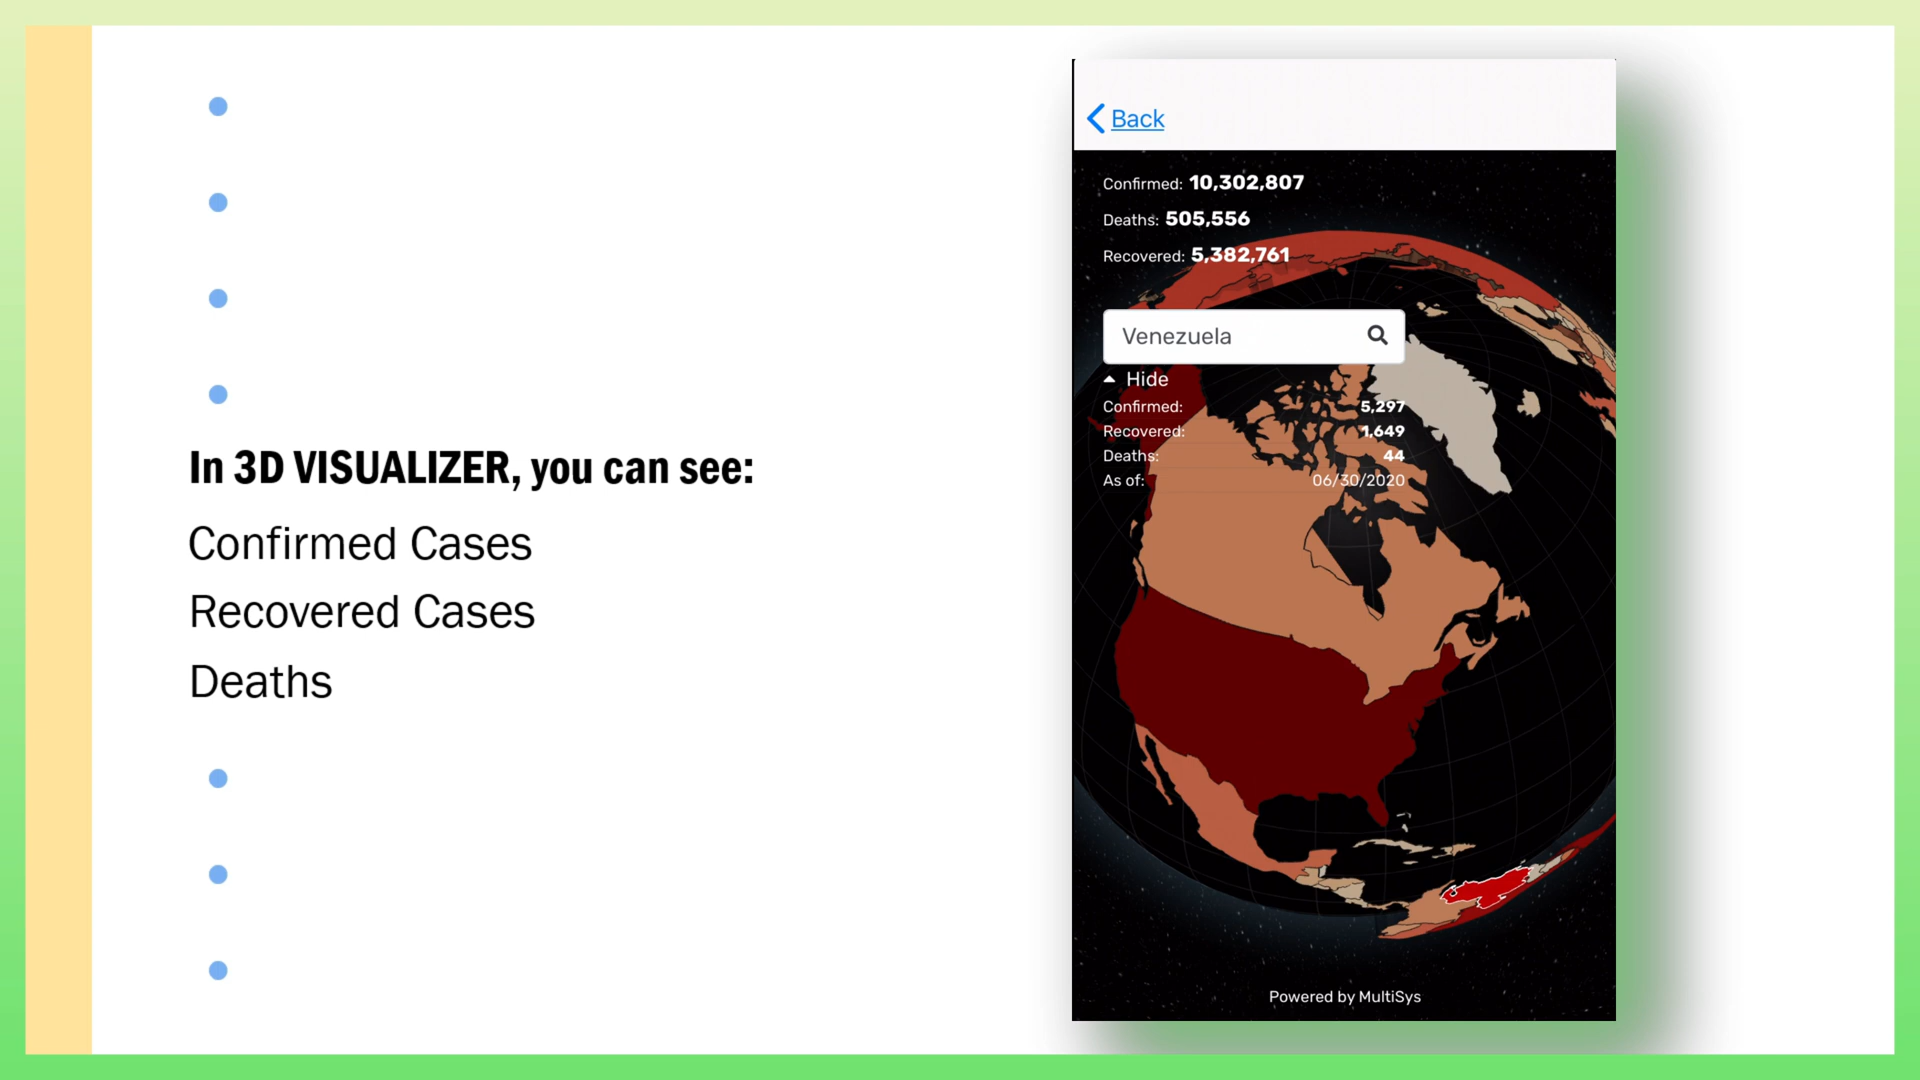 In 3D VISUALIZER, you can see:
Confirmed Cases
Recovered Cases
Deaths
Back
Confirmed: 10,302,807
Deaths: 505,556
Recovered: 5,382,761
Venezuela
Hide
Confirmed: 5,297
Recovered: 1,649
Deaths: 44
As of: 06/30/2020
Powered by MultiSys